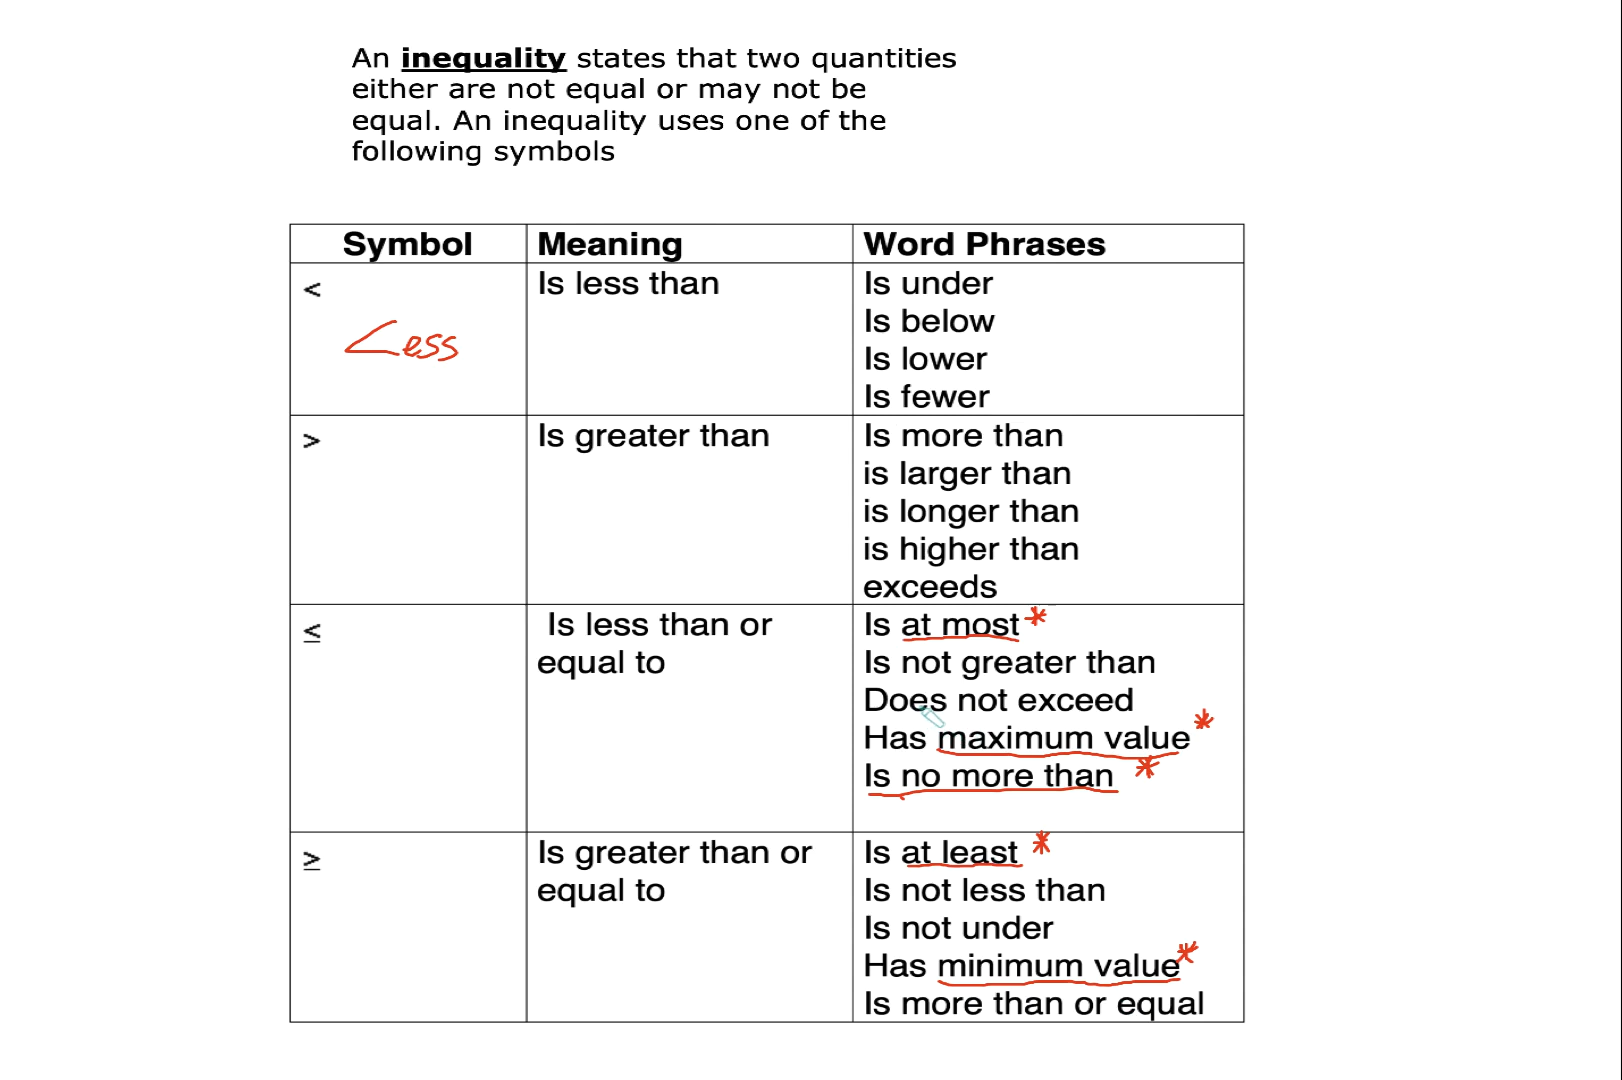 An inequality states that two quantities
either are not equal or may not be
equal. An inequality uses one of the
following symbols
Symbol Meaning Word Phrases
< Is less than Is under
Is below
Less Is lower
Is fewer
> Is greater than Is more than
is larger than
is longer than
is higher than
exceeds
≤ Is less than or Is at most *
equal to Is not greater than
Does not exceed
Has maximum value *
Is no more than *
≥ Is greater than or Is at least *
equal to Is not less than
Is not under
Has minimum value *
Is more than or equal